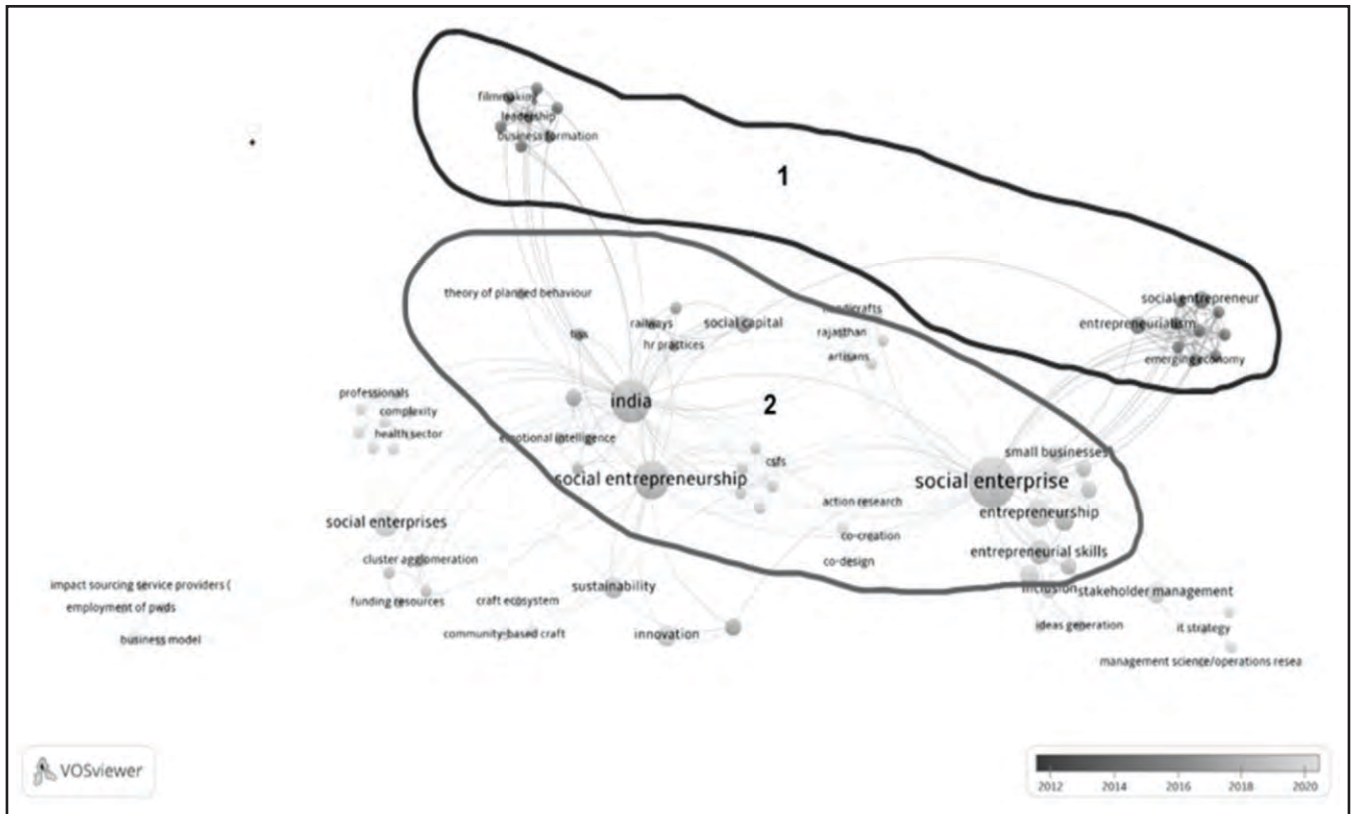 filmmaking
leadership
business formation
1
theory of planned behaviour
social entrepreneur
handicrafts
railways
social capital
entrepreneurialism
tiss
rajasthan
hr practices
artisans
emerging economy
professionals
india
2
complexity
health sector
emotional intelligence
small businesses
csfs
social entrepreneurship
social enterprise
action research
entrepreneurship
social enterprises
co-creation
entrepreneurial skills
cluster agglomeration
co-design
impact sourcing service providers (
sustainability
inclusion
stakeholder management
funding resources
craft ecosystem
employment of pwds
ideas generation
it strategy
community-based craft
innovation
business model
management science/operations resea
VOSviewer
2012 2014 2016 2018 2020